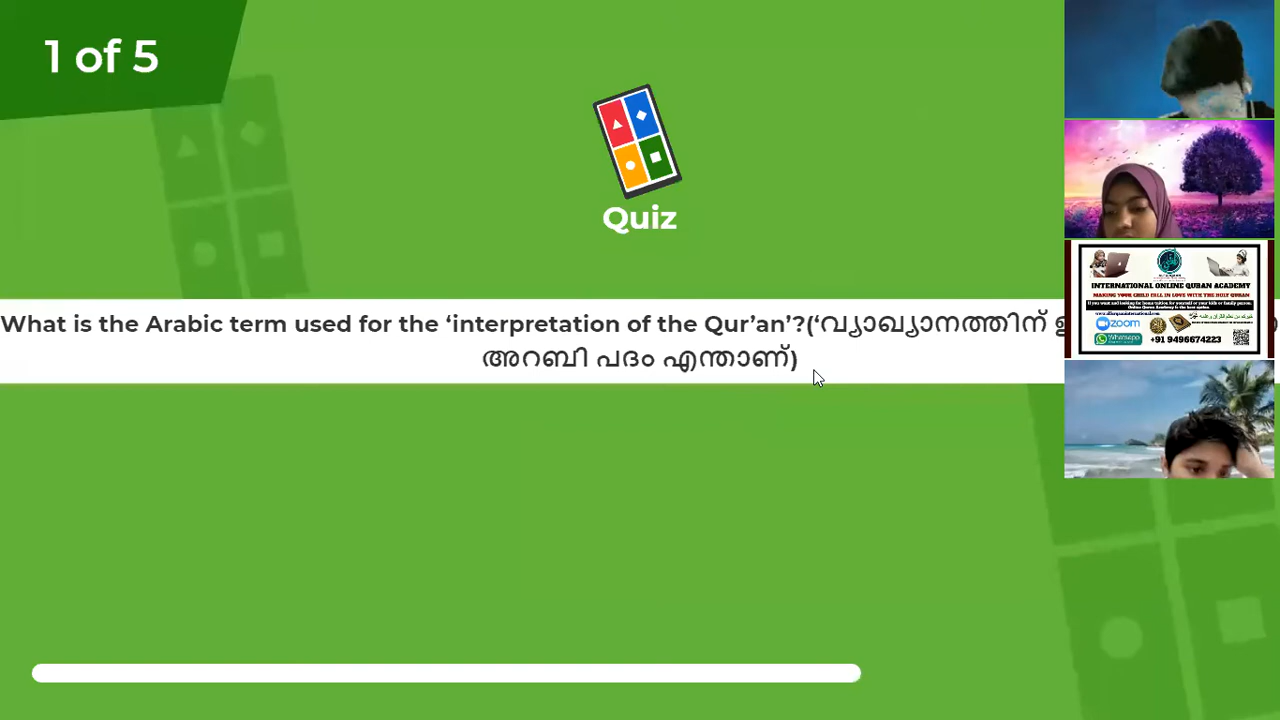 1 of 5
Quiz
What is the Arabic term used for the ‘interpretation of the Qur’an’?(‘വ്യാഖ്യാനത്തിന്
അറബി പദം എന്താണ്)
INTERNATIONAL ONLINE QURAN ACADEMY
MAKING YOUR CHILD FALL IN LOVE WITH THE HOLY QURAN
zoom
Whatsapp
+91 9496674223